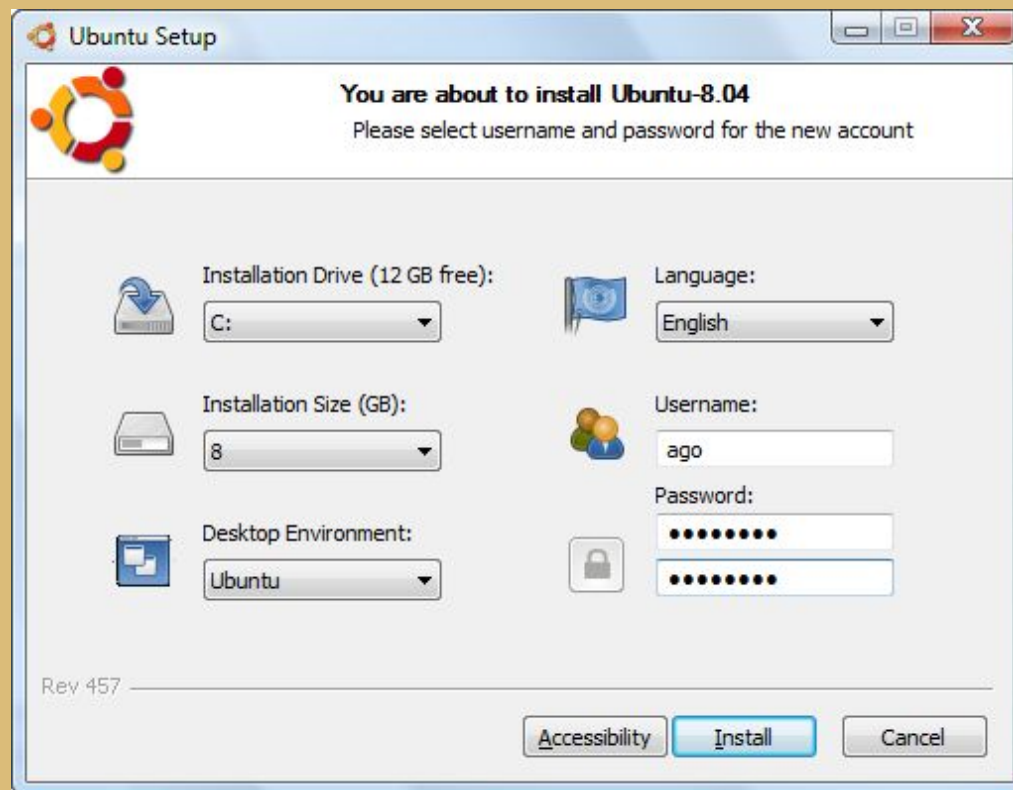 Ubuntu Setup
You are about to install Ubuntu-8.04
Please select username and password for the new account
Installation Drive (12 GB free):
C:
Installation Size (GB):
8
Desktop Environment:
Ubuntu
Language:
English
Username:
ago
Password:
••••••••
••••••••
Rev 457
Accessibility Install Cancel